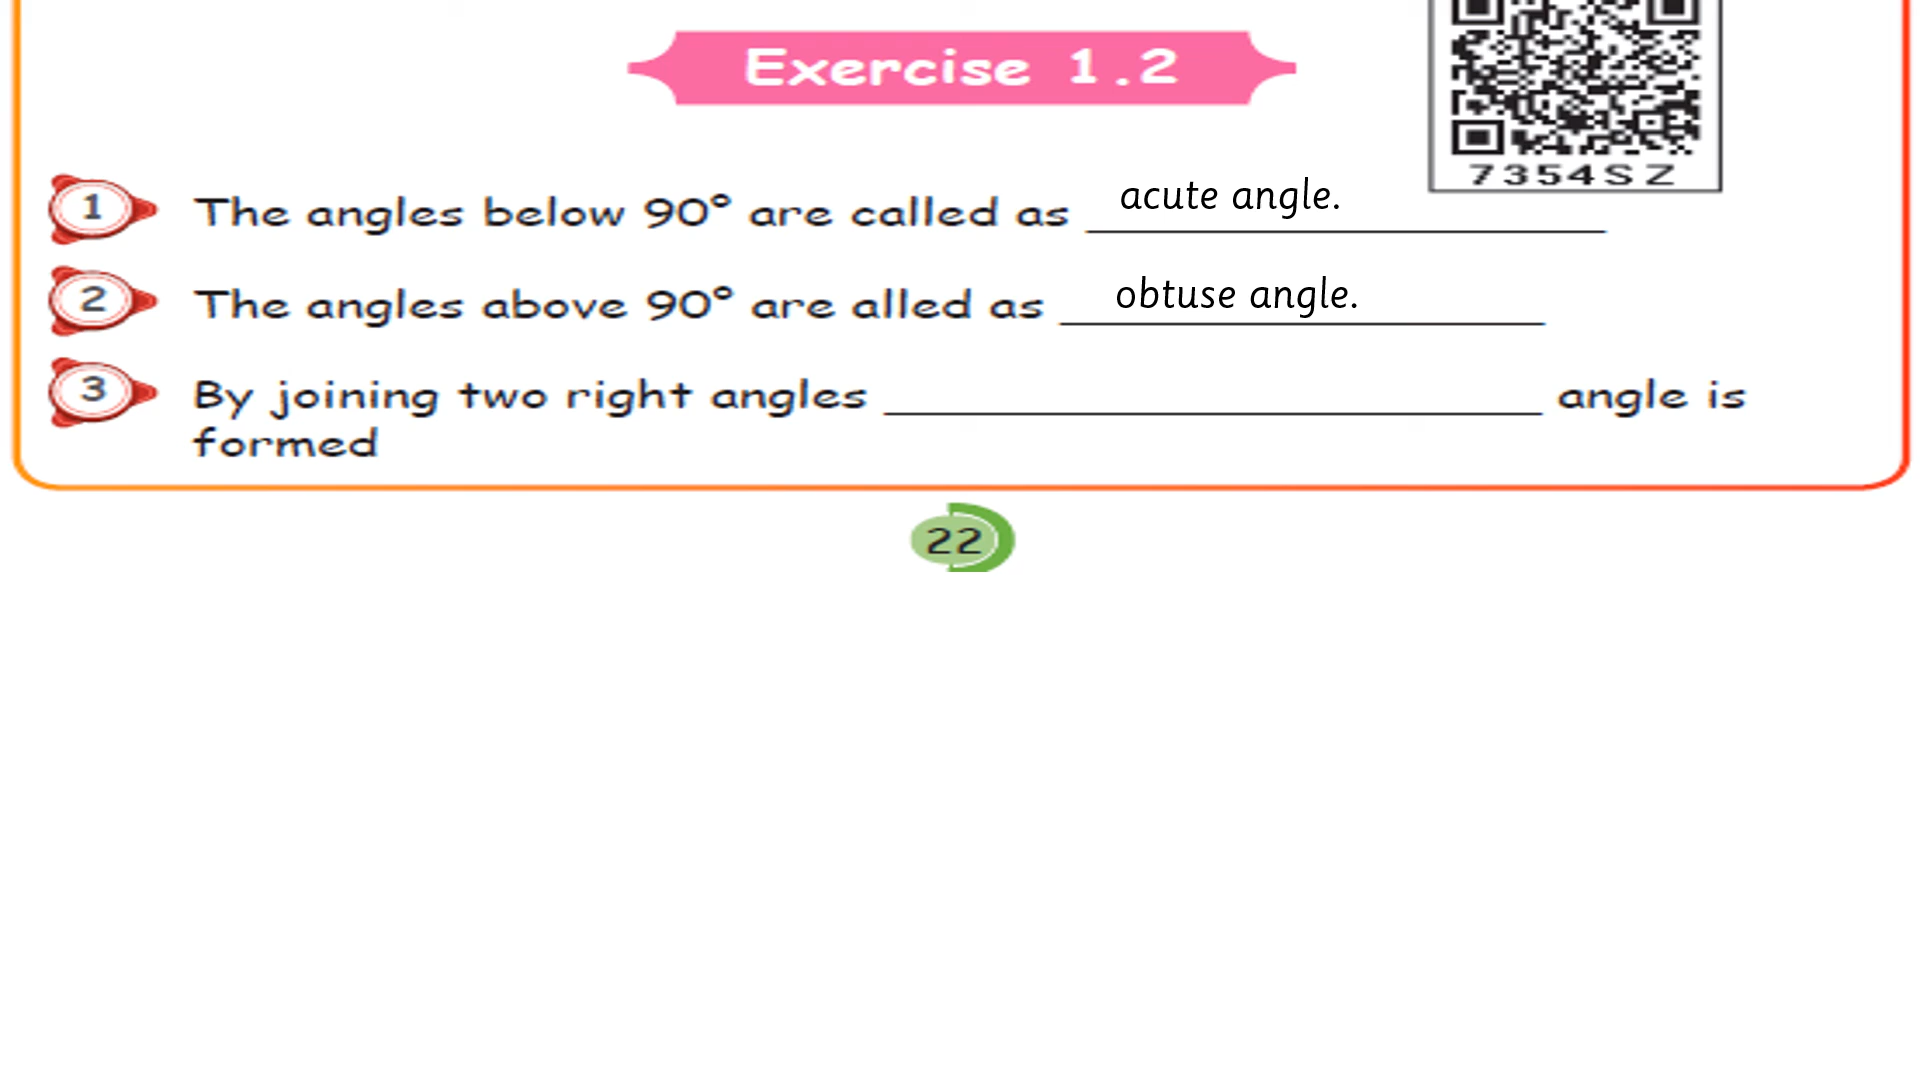 Exercise 1.2
7354SZ
1 The angles below 90° are called as acute angle.
2 The angles above 90° are alled as obtuse angle.
3 By joining two right angles ______________ angle is
formed
22